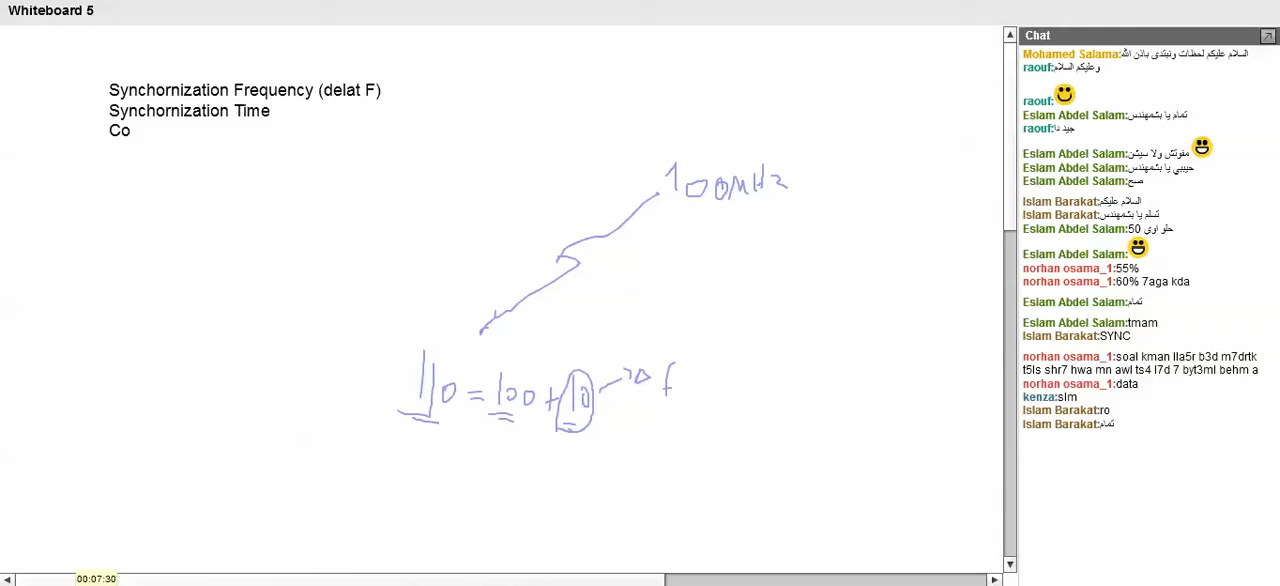 Whiteboard 5
Synchornization Frequency (delat F)
Synchornization Time
Co
100MHz
110 = 100 + 10 → Δ f
00:07:30
Chat
Mohamed Salama:السلام عليكم لحظات ونبتدى باذن الله
raouf:وعليكم السلام
raouf:
Eslam Abdel Salam:تمام يا بشمهندس
raouf:جيد دا
Eslam Abdel Salam:مفوتش ولا سيشن
Eslam Abdel Salam:حبيبي يا بشمهندس
Eslam Abdel Salam:صح
Islam Barakat:السلام عليكم
Islam Barakat:تسلم يا بشمهندس
Eslam Abdel Salam:حلو اوي 50
Eslam Abdel Salam:
norhan osama_1:55%
norhan osama_1:60% 7aga kda
Eslam Abdel Salam:تمام
Eslam Abdel Salam:tmam
Islam Barakat:SYNC
norhan osama_1:soal kman lla5r b3d m7drtk
t5ls shr7 hwa mn awl ts4 l7d 7 byt3ml behm a
norhan osama_1:data
kenza:slm
Islam Barakat:ro
Islam Barakat:تمام